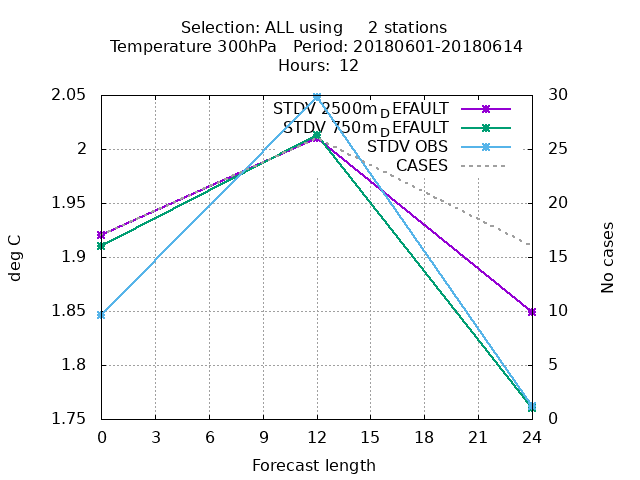 Selection: ALL using     2 stations
Temperature 300hPa   Period: 20180601-20180614
Hours:  12
2.05
2
1.95
1.9
1.85
1.8
1.75
deg C
STDV 2500m_DEFAULT
STDV 750m_DEFAULT
STDV OBS
CASES
30
25
20
15
10
5
0
No cases
0 3 6 9 12 15 18 21 24
Forecast length